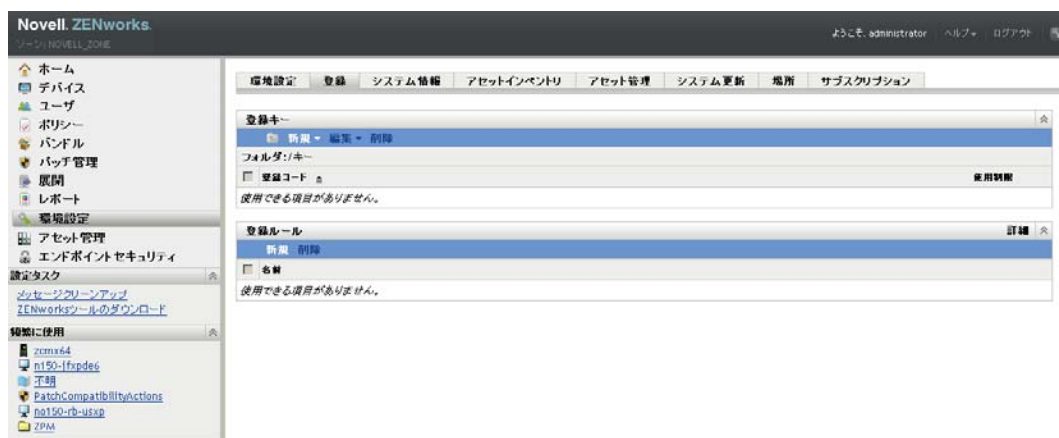 Novell. ZENworks.
ゾーン: NOVELL_ZONE
ようこそ, administrator ヘルプ ログアウト
ホーム
デバイス
ユーザ
ポリシー
バンドル
パッチ管理
展開
レポート
環境設定
アセット管理
エンドポイントセキュリティ
設定タスク
メッセージクリーンアップ
ZENworksツールのダウンロード
頻繁に使用
zcmx64
n150-jfxpde6
不明
PatchCompatibilityActions
no150-rb-usxp
ZPM
環境設定 登録 システム情報 アセットインベントリ アセット管理 システム更新 場所 サブスクリプション
登録キー
新規 編集 削除
フォルダ:/キー
登録コード 使用制限
使用できる項目がありません。
登録ルール 詳細
新規 削除
名前
使用できる項目がありません。